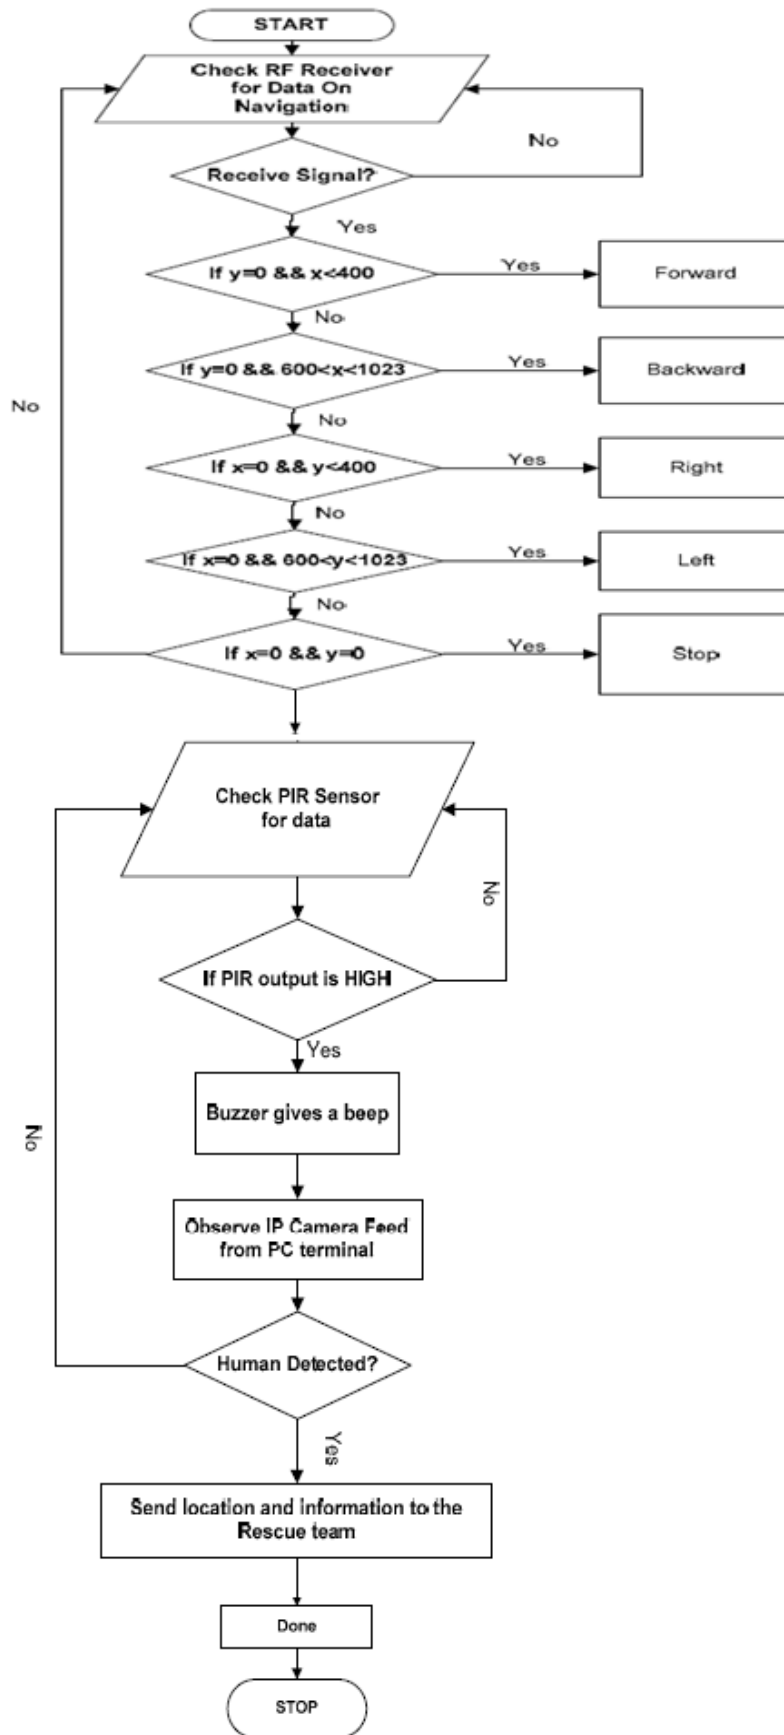 START
Check RF Receiver
for Data On
Navigation
No
Receive Signal?
Yes
If y=0 && x<400
Yes
Forward
No
If y=0 && 600<x<1023
Yes
Backward
No
No
If x=0 && y<400
Yes
Right
No
If x=0 && 600<y<1023
Yes
Left
No
If x=0 && y=0
Yes
Stop
Check PIR Sensor
for data
No
If PIR output is HIGH
Yes
Buzzer gives a beep
No
Observe IP Camera Feed
from PC terminal
Human Detected?
Yes
Send location and information to the
Rescue team
Done
STOP